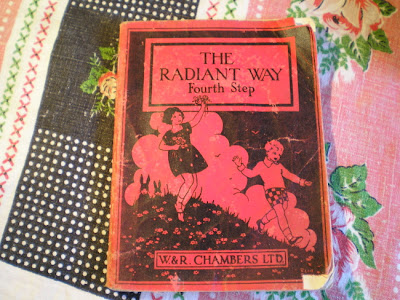 THE
RADIANT WAY
Fourth Step
W. & R. CHAMBERS LTD.